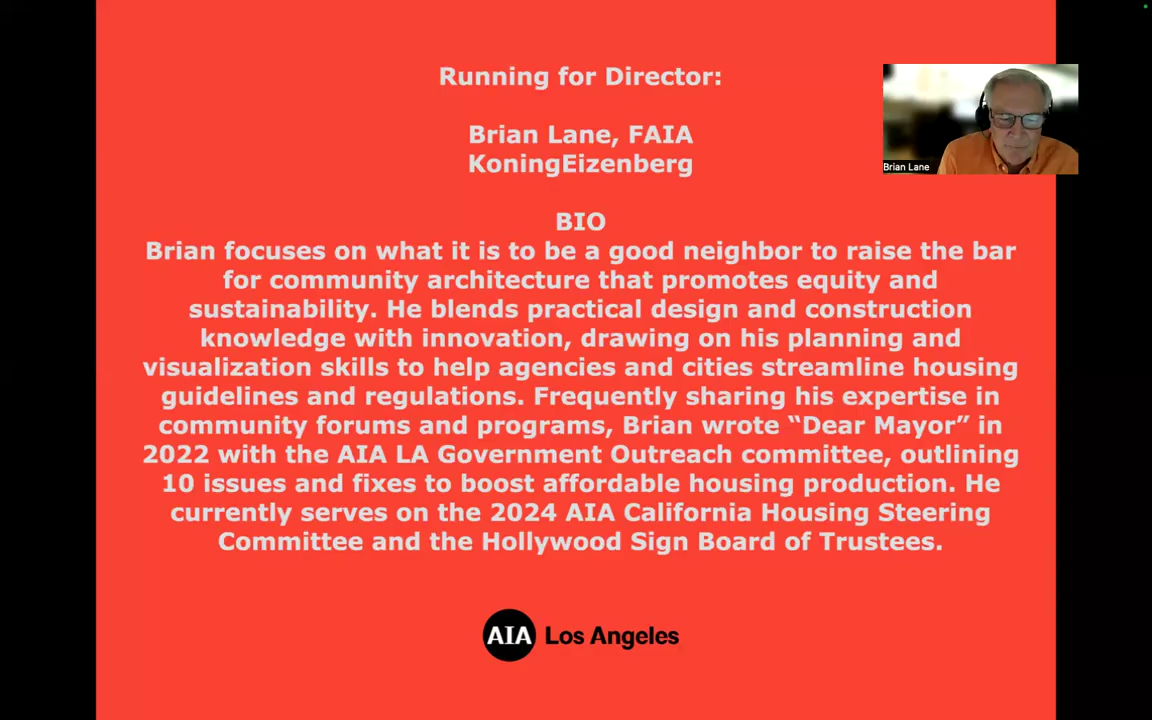 Running for Director:
Brian Lane, FAIA
KoningEizenberg
Brian Lane
BIO
Brian focuses on what it is to be a good neighbor to raise the bar
for community architecture that promotes equity and
sustainability. He blends practical design and construction
knowledge with innovation, drawing on his planning and
visualization skills to help agencies and cities streamline housing
guidelines and regulations. Frequently sharing his expertise in
community forums and programs, Brian wrote “Dear Mayor” in
2022 with the AIA LA Government Outreach committee, outlining
10 issues and fixes to boost affordable housing production. He
currently serves on the 2024 AIA California Housing Steering
Committee and the Hollywood Sign Board of Trustees.
AIA Los Angeles